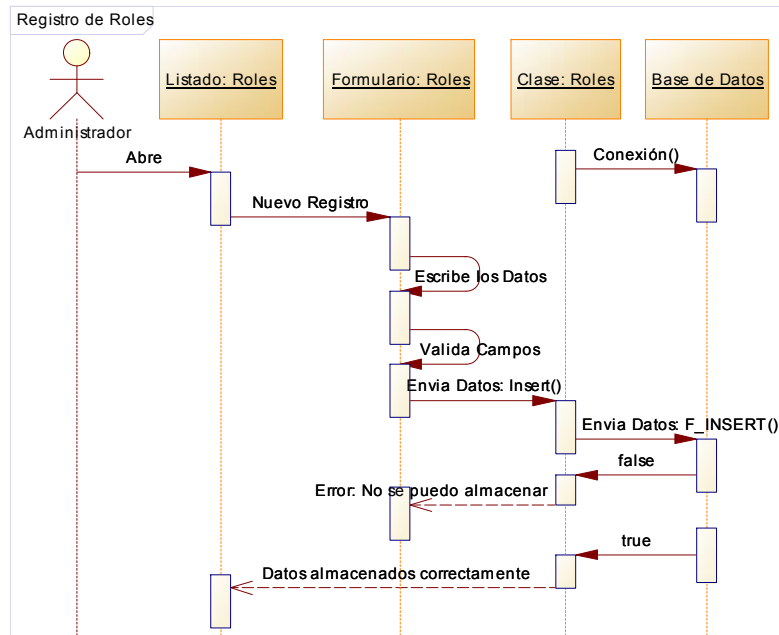 Registro de Roles
Listado: Roles
Formulario: Roles
Clase: Roles
Base de Datos
Administrador
Abre
Conexión()
Nuevo Registro
Escribe los Datos
Valida Campos
Envia Datos: Insert()
Envia Datos: F_INSERT()
false
Error: No se puedo almacenar
true
Datos almacenados correctamente